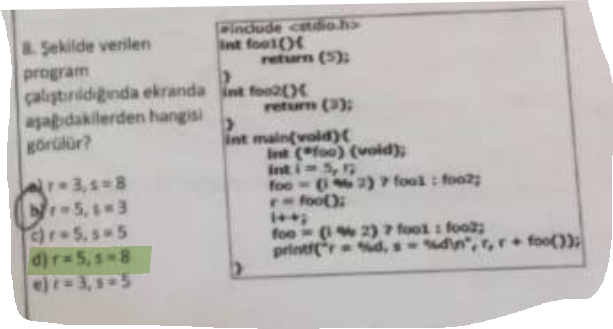 8. Şekilde verilen
program
çalıştırıldığında ekranda
aşağıdakilerden hangisi
görülür?
a) r = 3, s = 8
b) r = 5, s = 3
c) r = 5, s = 5
d) r = 5, s = 8
e) r = 3, s = 5
#include <stdio.h>
int foo1(){
return (5);
}
int foo2(){
return (3);
}
int main(void){
int (*foo) (void);
int i = 5, r;
foo = (i % 2) ? foo1 : foo2;
r = foo();
i++;
foo = (i % 2) ? foo1 : foo2;
printf("r = %d, s = %d\n", r, r + foo());
}